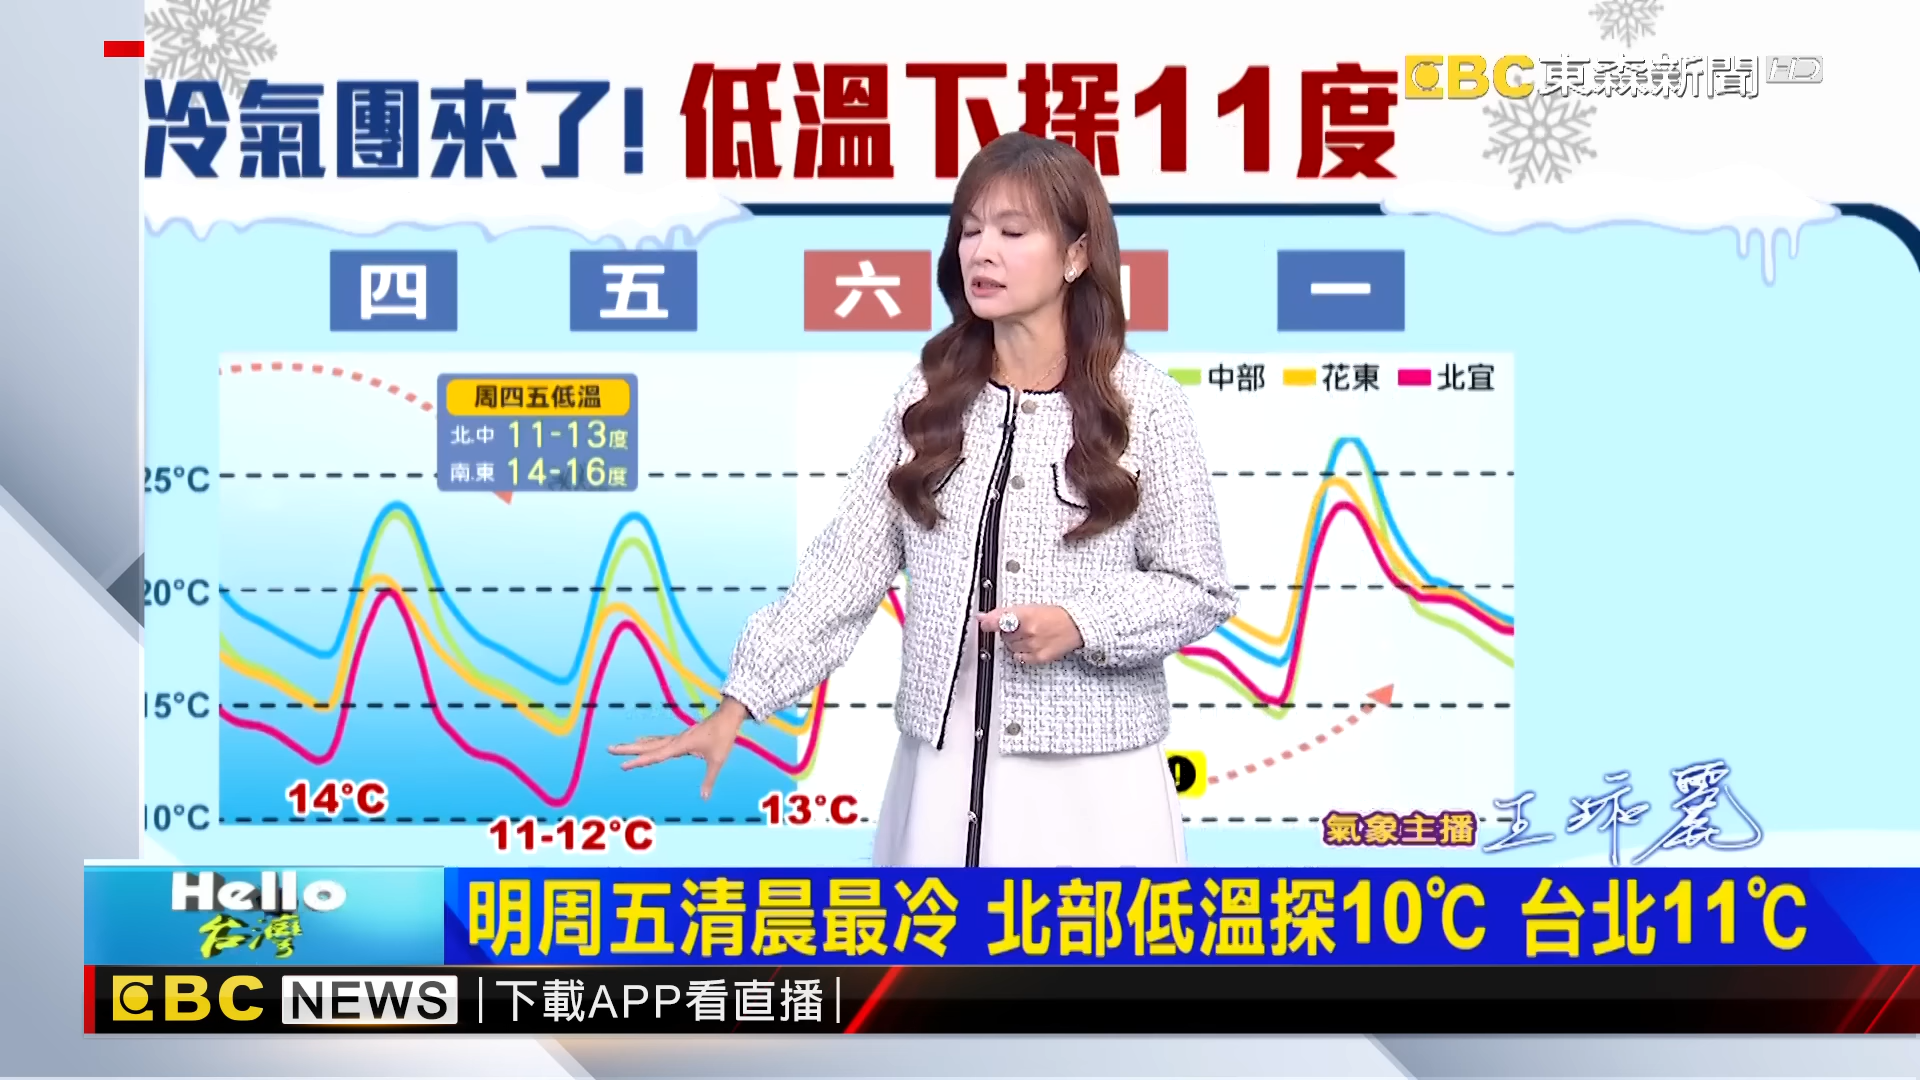 冷氣團來了! 低溫下探11度
EBC東森新聞HD
四 五 六 一
中部 花東 北宜
周四五低溫
北.中 11-13度
南.東 14-16度
25°C
20°C
15°C
10°C
14°C
11-12°C
13°C
氣象主播
Hello
台灣
明周五清晨最冷 北部低溫探10℃ 台北11℃
EBC NEWS |下載APP看直播|